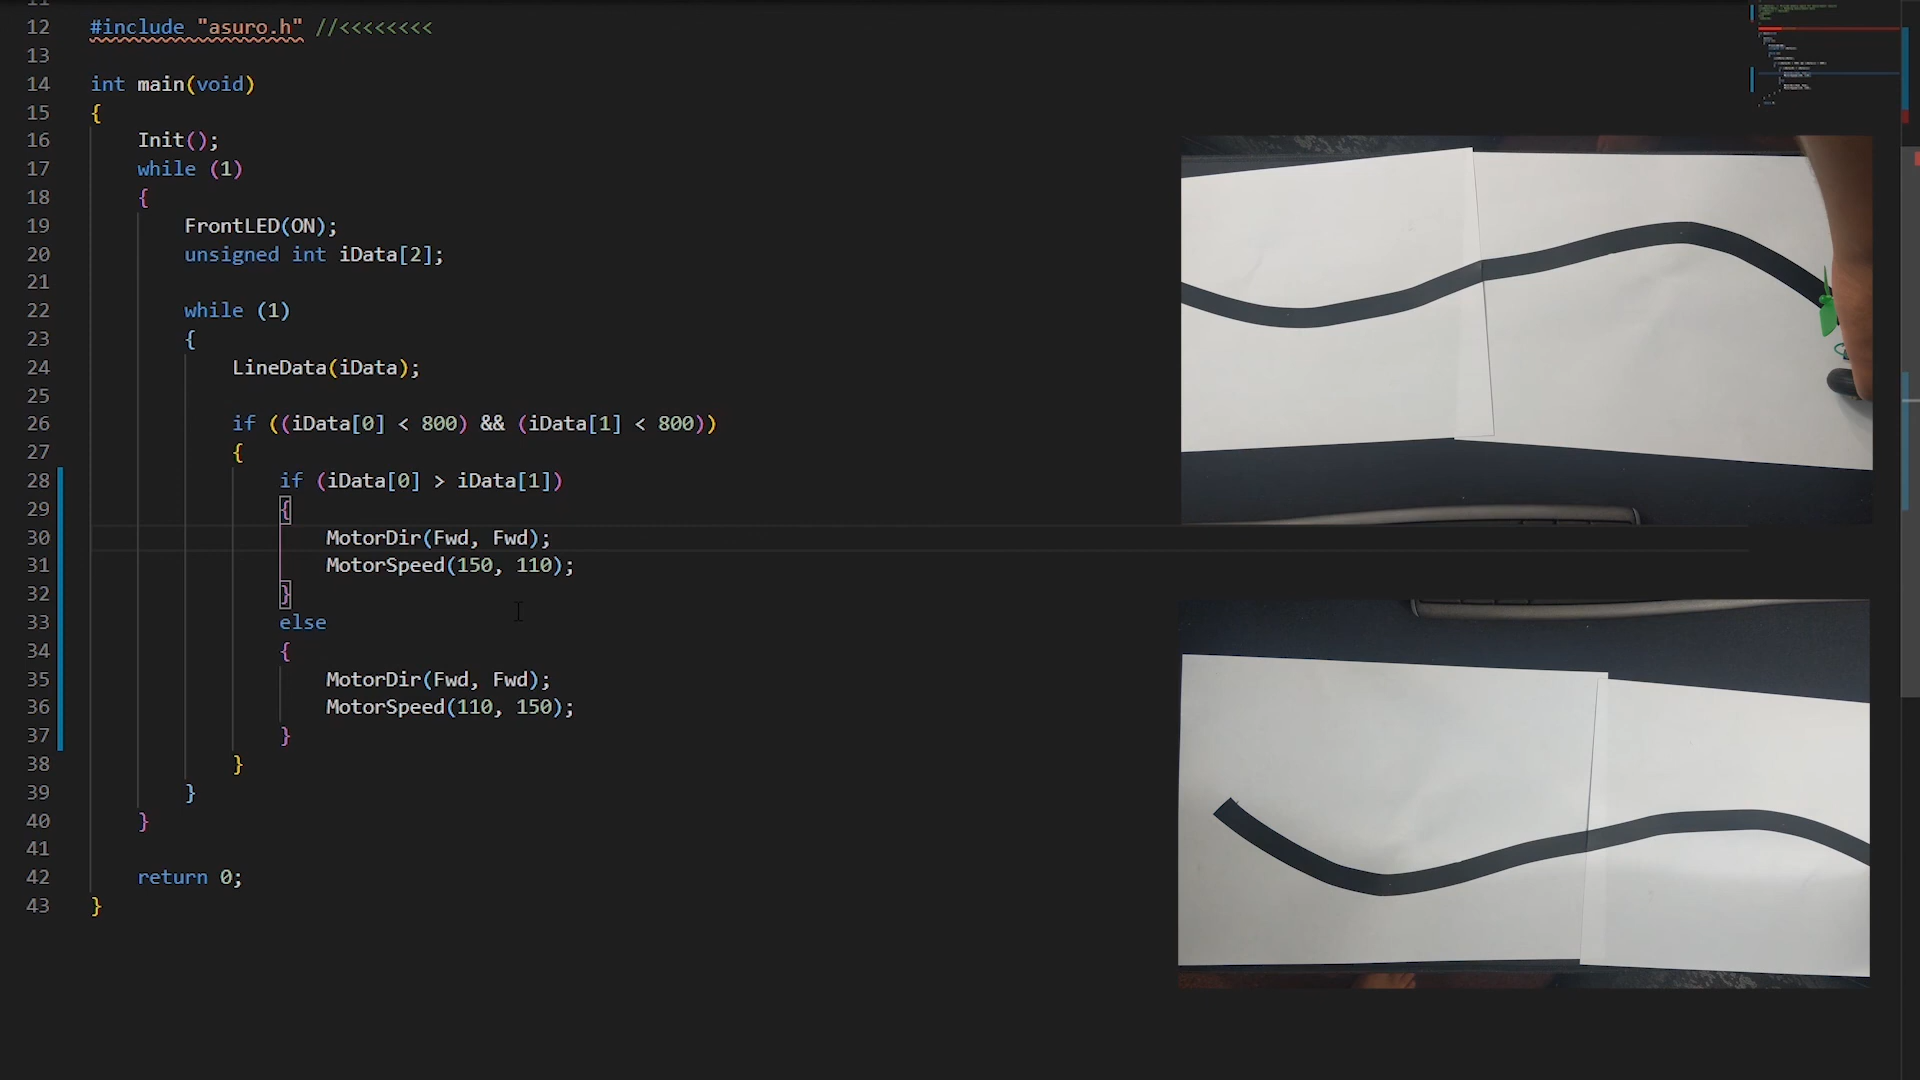 11
12 #include "asuro.h" //<<<<<<<<
13
14 int main(void)
15 {
16 Init();
17 while (1)
18 {
19 FrontLED(ON);
20 unsigned int iData[2];
21
22 while (1)
23 {
24 LineData(iData);
25
26 if ((iData[0] < 800) && (iData[1] < 800))
27 {
28 if (iData[0] > iData[1])
29 {
30 MotorDir(Fwd, Fwd);
31 MotorSpeed(150, 110);
32 }
33 else
34 {
35 MotorDir(Fwd, Fwd);
36 MotorSpeed(110, 150);
37 }
38 }
39 }
40 }
41
42 return 0;
43 }